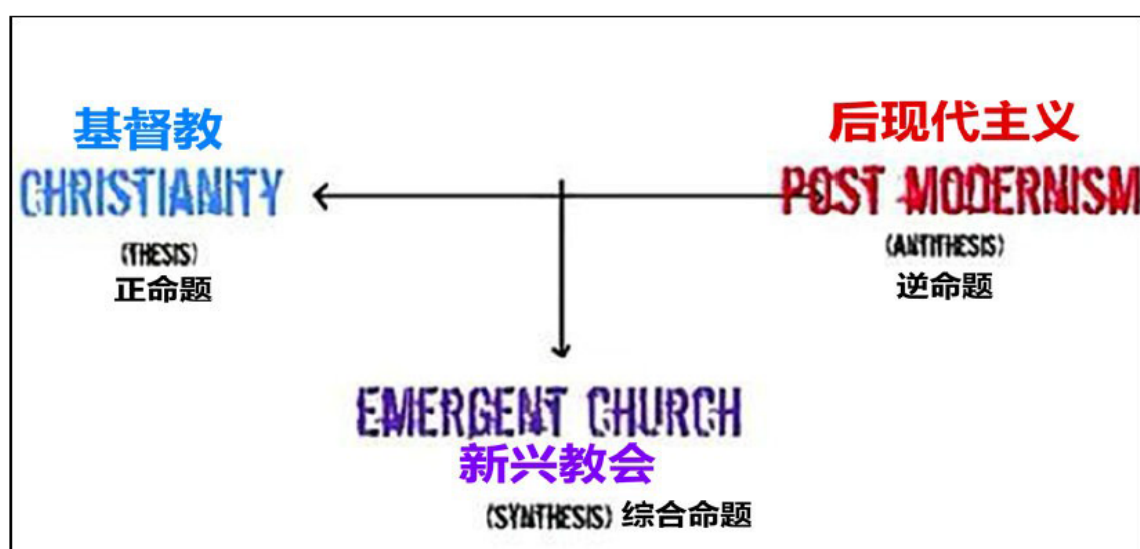 基督教
CHRISTIANITY
(THESIS)
正命题
后现代主义
POST MODERNISM
(ANTITHESIS)
逆命题
EMERGENT CHURCH
新兴教会
(SYNTHESIS) 综合命题